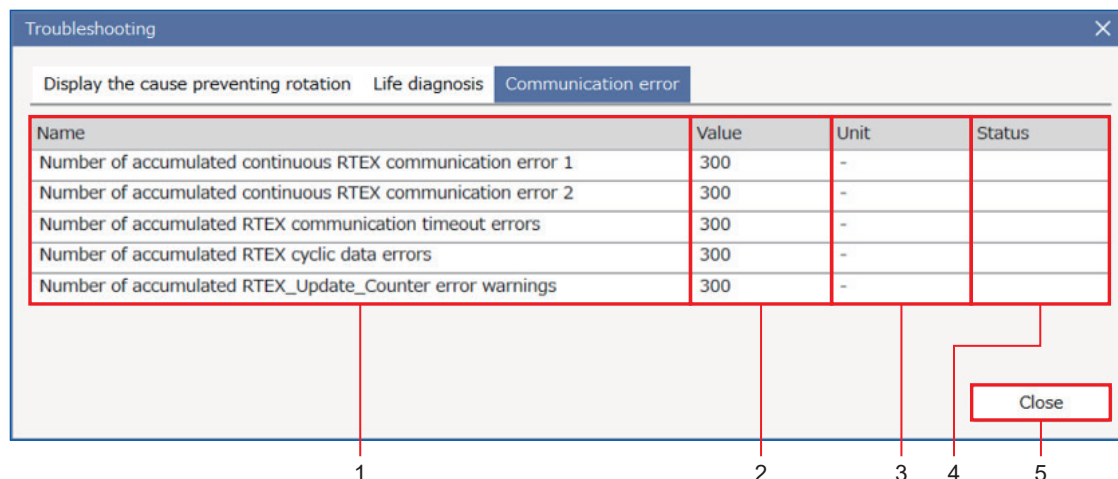 Troubleshooting
Display the cause preventing rotation Life diagnosis Communication error
Name Value Unit Status
Number of accumulated continuous RTEX communication error 1 300 -
Number of accumulated continuous RTEX communication error 2 300 -
Number of accumulated RTEX communication timeout errors 300 -
Number of accumulated RTEX cyclic data errors 300 -
Number of accumulated RTEX_Update_Counter error warnings 300 -
Close
1 2 3 4 5